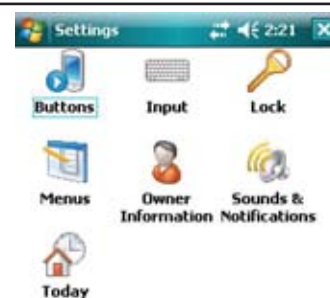 Settings 2:21
Buttons Input Lock
Menus Owner Information Sounds & Notifications
Today